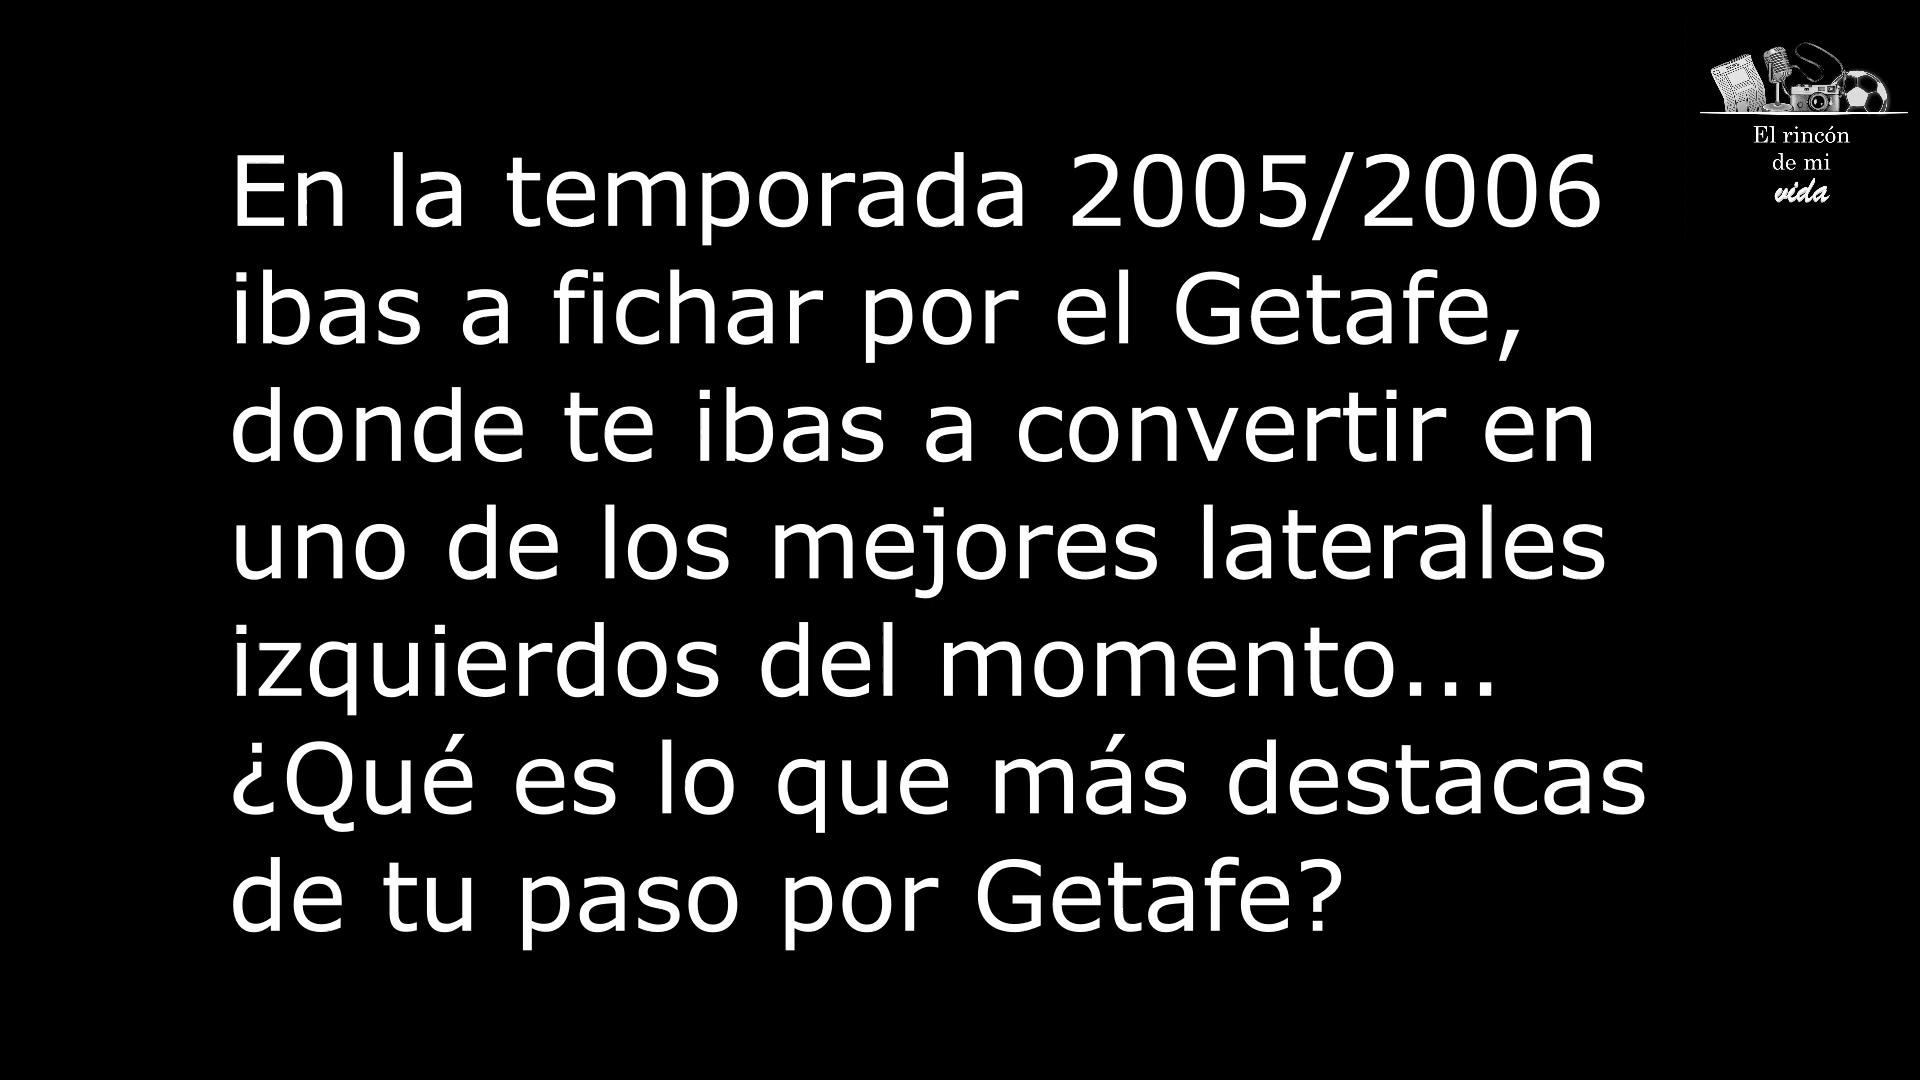 El rincón
de mi
vida
En la temporada 2005/2006
ibas a fichar por el Getafe,
donde te ibas a convertir en
uno de los mejores laterales
izquierdos del momento...
¿Qué es lo que más destacas
de tu paso por Getafe?